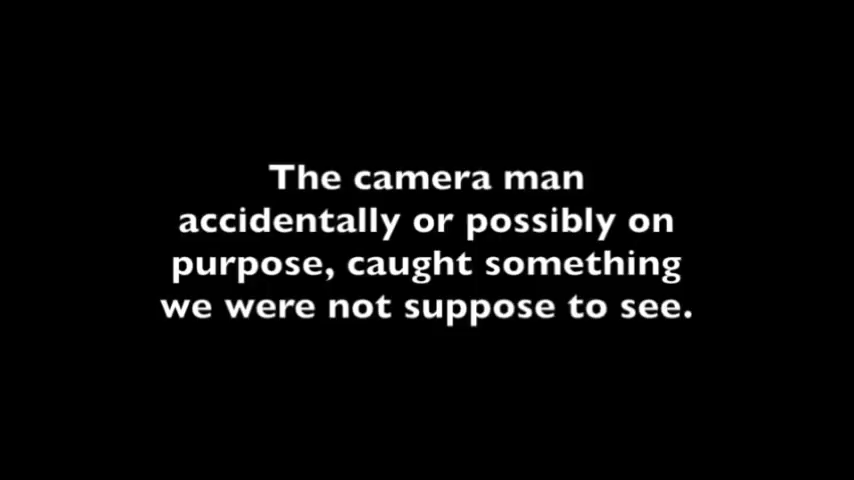 The camera man
accidentally or possibly on
purpose, caught something
we were not suppose to see.